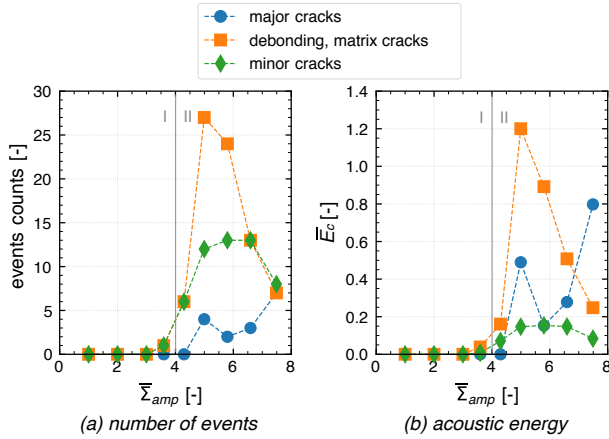 major cracks
debonding, matrix cracks
minor cracks
30
25
20
15
10
5
0
events counts [-]
I II
0 2 4 6 8
Σ̅amp [-]
(a) number of events
1.4
1.2
1.0
0.8
0.6
0.4
0.2
0.0
E̅c [-]
I II
0 2 4 6 8
Σ̅amp [-]
(b) acoustic energy